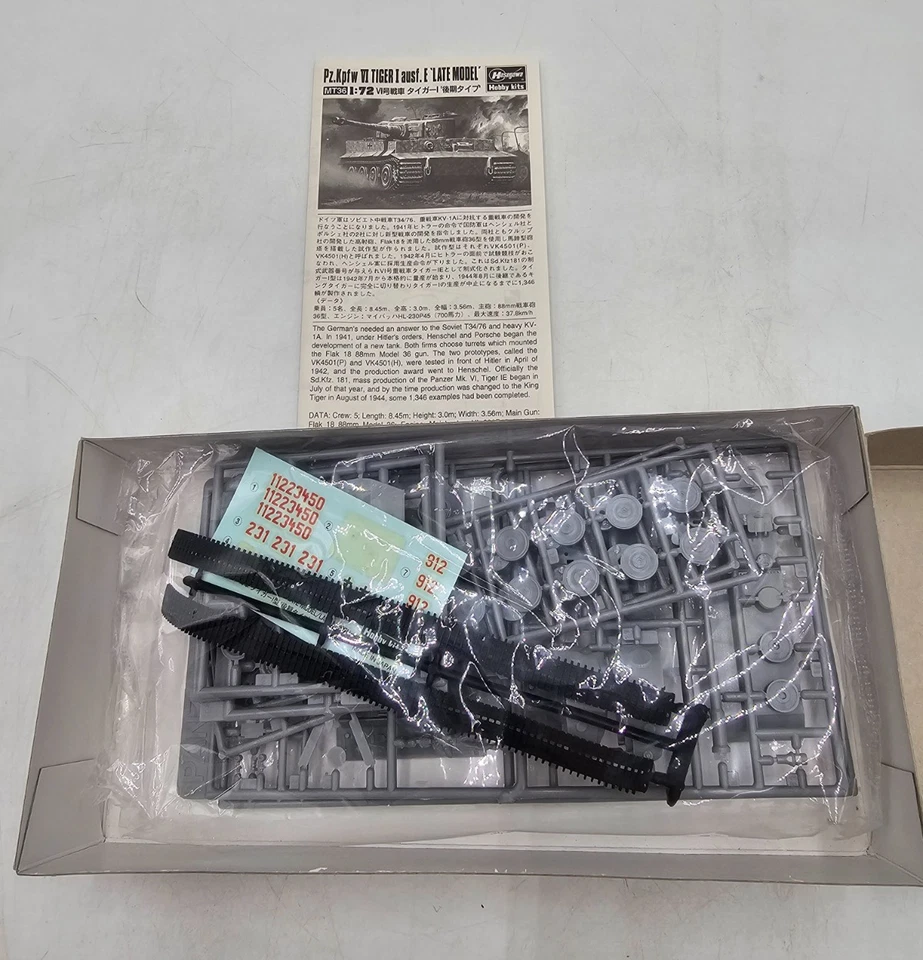 Pz.Kpfw VI TIGER I ausf. E 'LATE MODEL'
Hasegawa
Hobby kits
MT36 1:72 VI号戦車 タイガーI '後期タイプ'
ドイツ軍はソビエト中戦車T34/76、重戦車KV-1Aに対抗する重戦車の開発を
行なうことになりました。1941年ヒトラーの命令で国防軍はヘンシェル社と
ポルシェ社の2社に対し新型戦車の開発を指令しました。同社ともクルップ
社の開発した高射砲、Flak18を流用した88mm戦車砲36型を使用し馬蹄型砲
塔を搭載した試作型が作られました。試作型はそれぞれVK4501(P)・
VK4501(H)と呼ばれました。1942年4月にヒトラーの面前で試験競技がおこ
なわれ、ヘンシェル案に採用生産命令が下りました。これはSd.Kfz181の制
式武器番号が与えられVI号重戦車タイガーIEとして制式化されました。タイ
ガーI型は1942年7月から本格的に量産が始まり、1944年8月に後継であるキ
ングタイガーに完全に切り替わりタイガーIの生産が中止になるまでに1,346
輌が製作されました。
《データ》
乗員:5名、全長:8.45m、全高:3.0m、全幅:3.56m、主砲:88mm戦車砲
36型、エンジン:マイバッハHL-230P45(700馬力)、最大速度:37.8km/h
The German's needed an answer to the Soviet T34/76 and heavy KV-
1A. In 1941, under Hitler's orders, Henschel and Porsche began the
development of a new tank. Both firms choose turrets which mounted
the Flak 18 88mm Model 36 gun. The two prototypes, called the
VK4501(P) and VK4501(H), were tested in front of Hitler in April of
1942, and the production award went to Henschel. Officially the
Sd.Kfz. 181, mass production of the Panzer Mk. VI, Tiger IE began in
July of that year, and by the time production was changed to the King
Tiger in August of 1944, some 1,346 examples had been completed.
DATA: Crew: 5; Length: 8.45m; Height: 3.0m; Width: 3.56m; Main Gun:
Flak 18 88mm Model 36;
1 11223450
11223450 2
11223450
3 231 231 231
5
7 912
912
912
Hobby kits
IN JAPAN